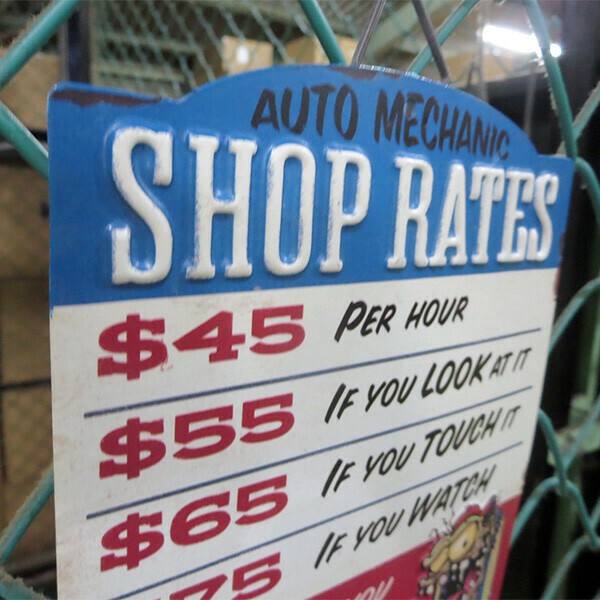 AUTO MECHANIC
SHOP RATES
$45 PER HOUR
$55 IF YOU LOOK AT IT
$65 IF YOU TOUCH IT
75 IF YOU WATCH